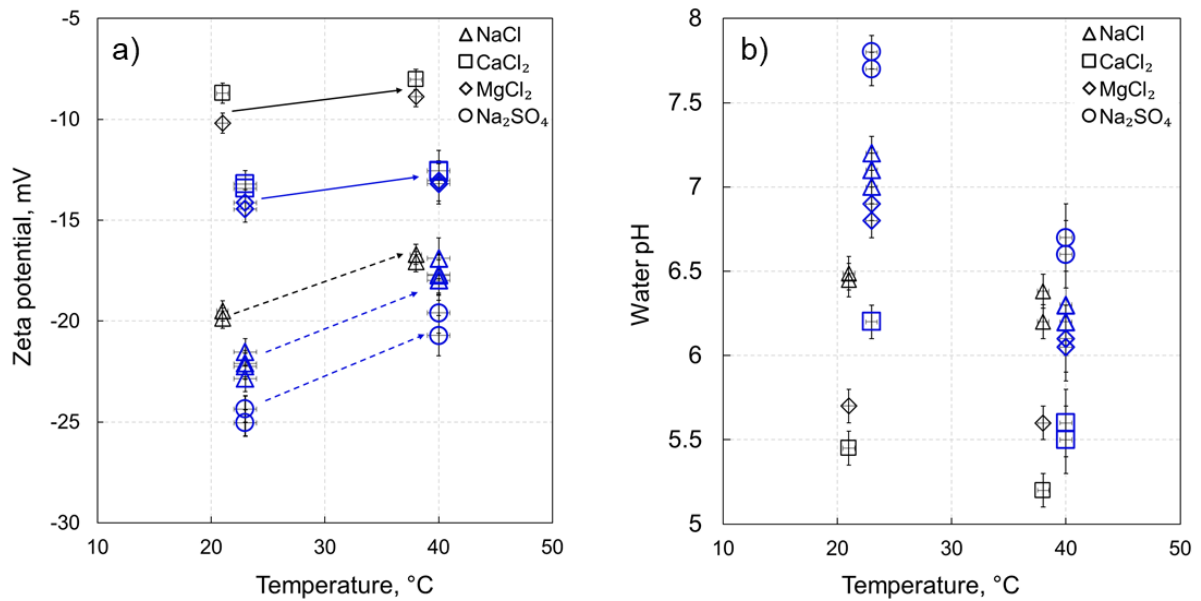 a)
NaCl
CaCl₂
MgCl₂
Na₂SO₄
-5
-10
-15
-20
-25
-30
Zeta potential, mV
10
20
30
40
50
Temperature, °C
b)
NaCl
CaCl₂
MgCl₂
Na₂SO₄
8
7.5
7
6.5
6
5.5
5
Water pH
10
20
30
40
50
Temperature, °C